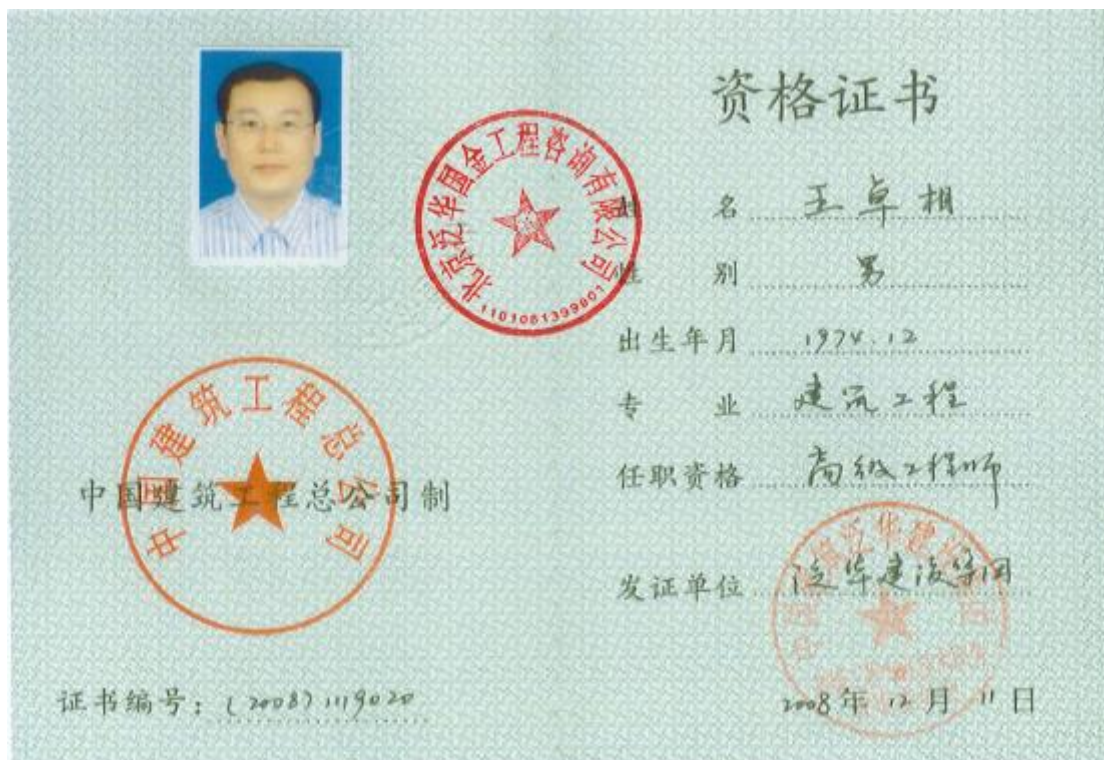 资格证书
姓名 王卓相
性别 男
出生年月 1974.12
专业 建筑工程
任职资格 高级工程师
发证单位 泛华建设集团
2008年12月11日
北京泛华国金工程咨询有限公司
中国建筑工程总公司
中国建筑工程总公司制
证书编号：(2008)1119020